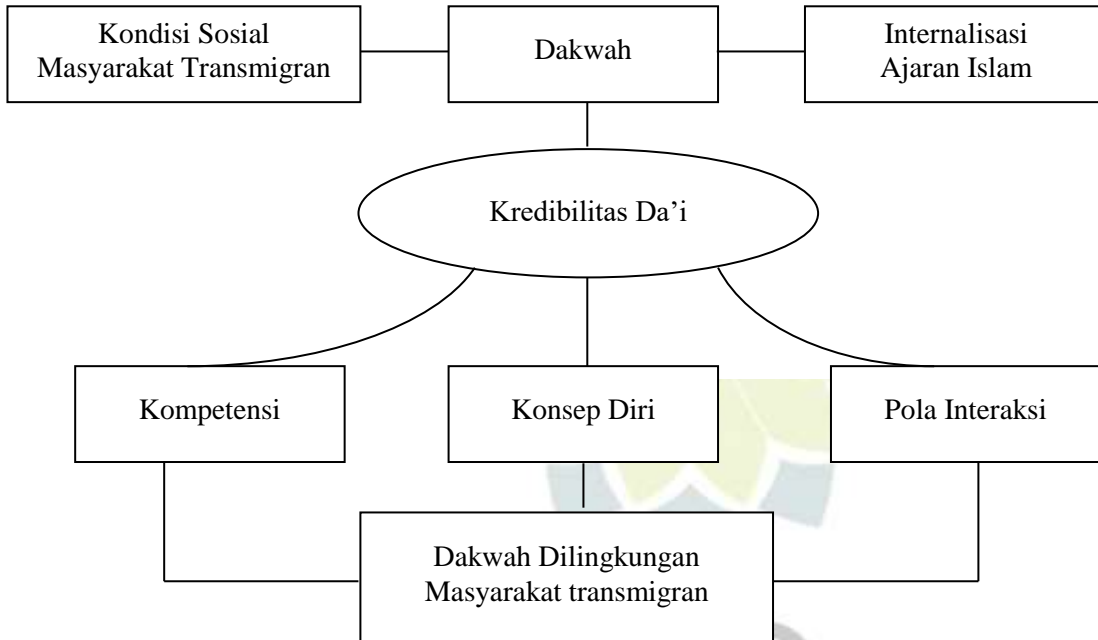 Kondisi Sosial
Masyarakat Transmigran
Dakwah
Internalisasi
Ajaran Islam
Kredibilitas Da’i
Kompetensi
Konsep Diri
Pola Interaksi
Dakwah Dilingkungan
Masyarakat transmigran